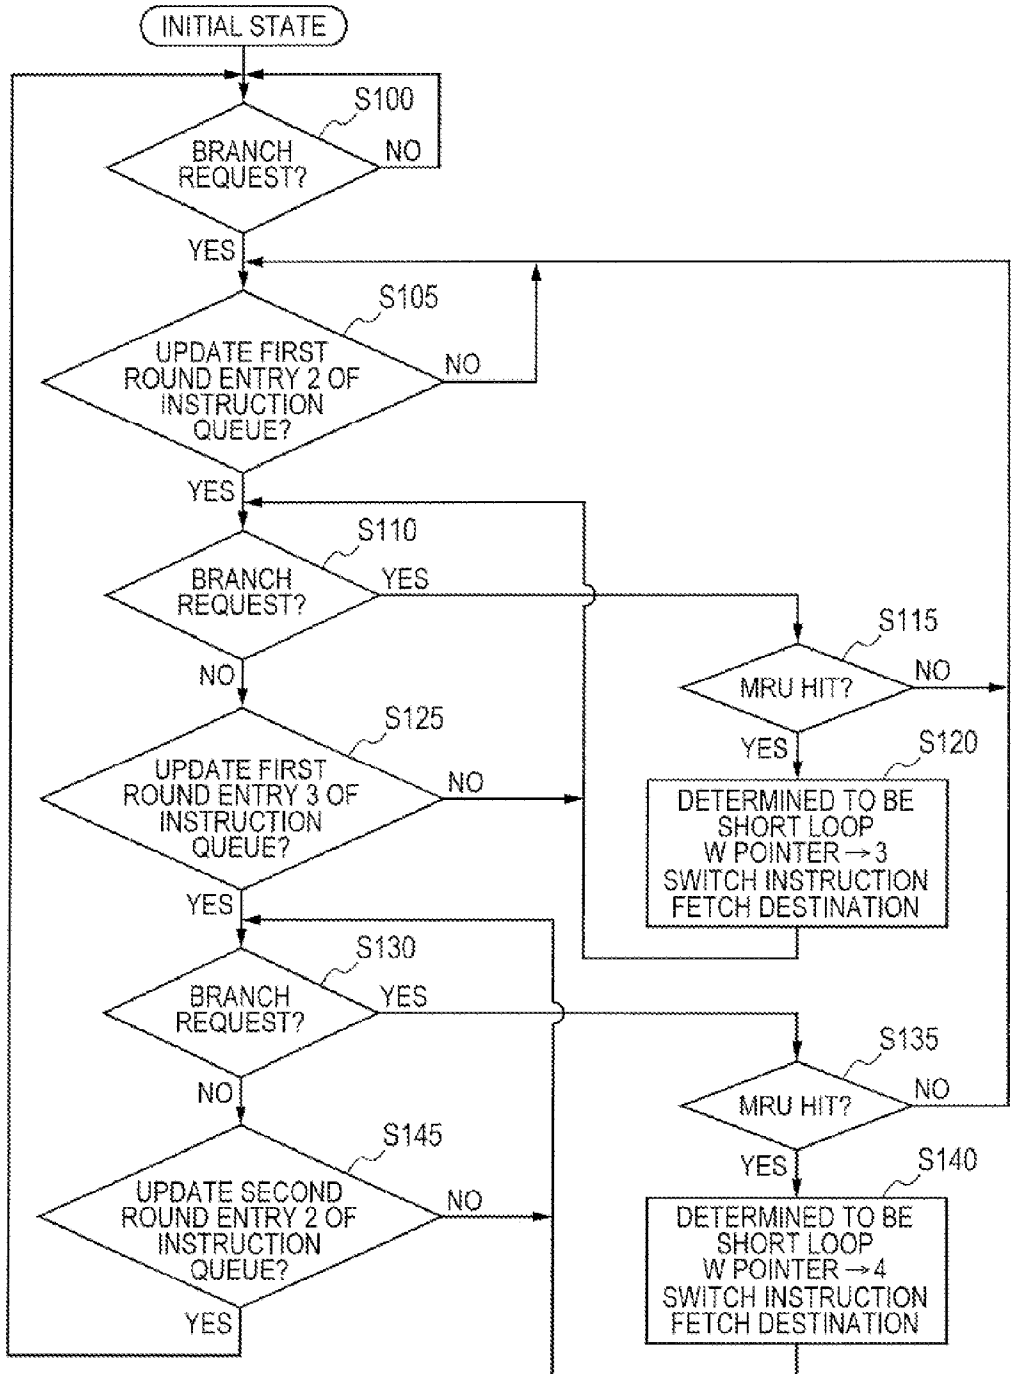 INITIAL STATE
S100
BRANCH
REQUEST?
NO
YES
S105
UPDATE FIRST
ROUND ENTRY 2 OF
INSTRUCTION
QUEUE?
NO
YES
S110
BRANCH
REQUEST?
YES
NO
S115
MRU HIT?
NO
YES
S120
DETERMINED TO BE
SHORT LOOP
W POINTER→3
SWITCH INSTRUCTION
FETCH DESTINATION
S125
UPDATE FIRST
ROUND ENTRY 3 OF
INSTRUCTION
QUEUE?
NO
YES
S130
BRANCH
REQUEST?
YES
NO
S135
MRU HIT?
NO
YES
S140
DETERMINED TO BE
SHORT LOOP
W POINTER→4
SWITCH INSTRUCTION
FETCH DESTINATION
S145
UPDATE SECOND
ROUND ENTRY 2 OF
INSTRUCTION
QUEUE?
NO
YES